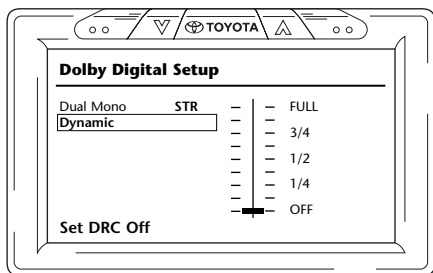 TOYOTA
Dolby Digital Setup
Dual Mono STR
Dynamic
FULL
3/4
1/2
1/4
OFF
Set DRC Off